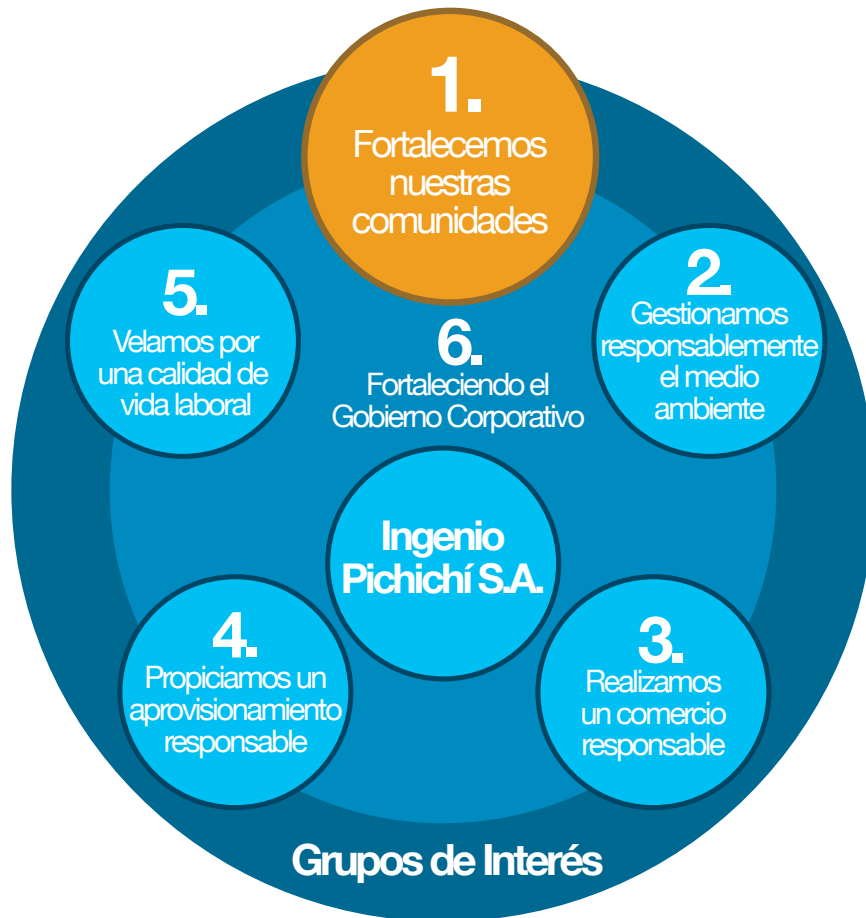 1.
Fortalecemos
nuestras
comunidades
2.
Gestionamos
responsablemente
el medio
ambiente
3.
Realizamos
un comercio
responsable
4.
Propiciamos un
aprovisionamiento
responsable
5.
Velamos por
una calidad de
vida laboral
6.
Fortaleciendo el
Gobierno Corporativo
Ingenio
Pichichí S.A.
Grupos de Interés